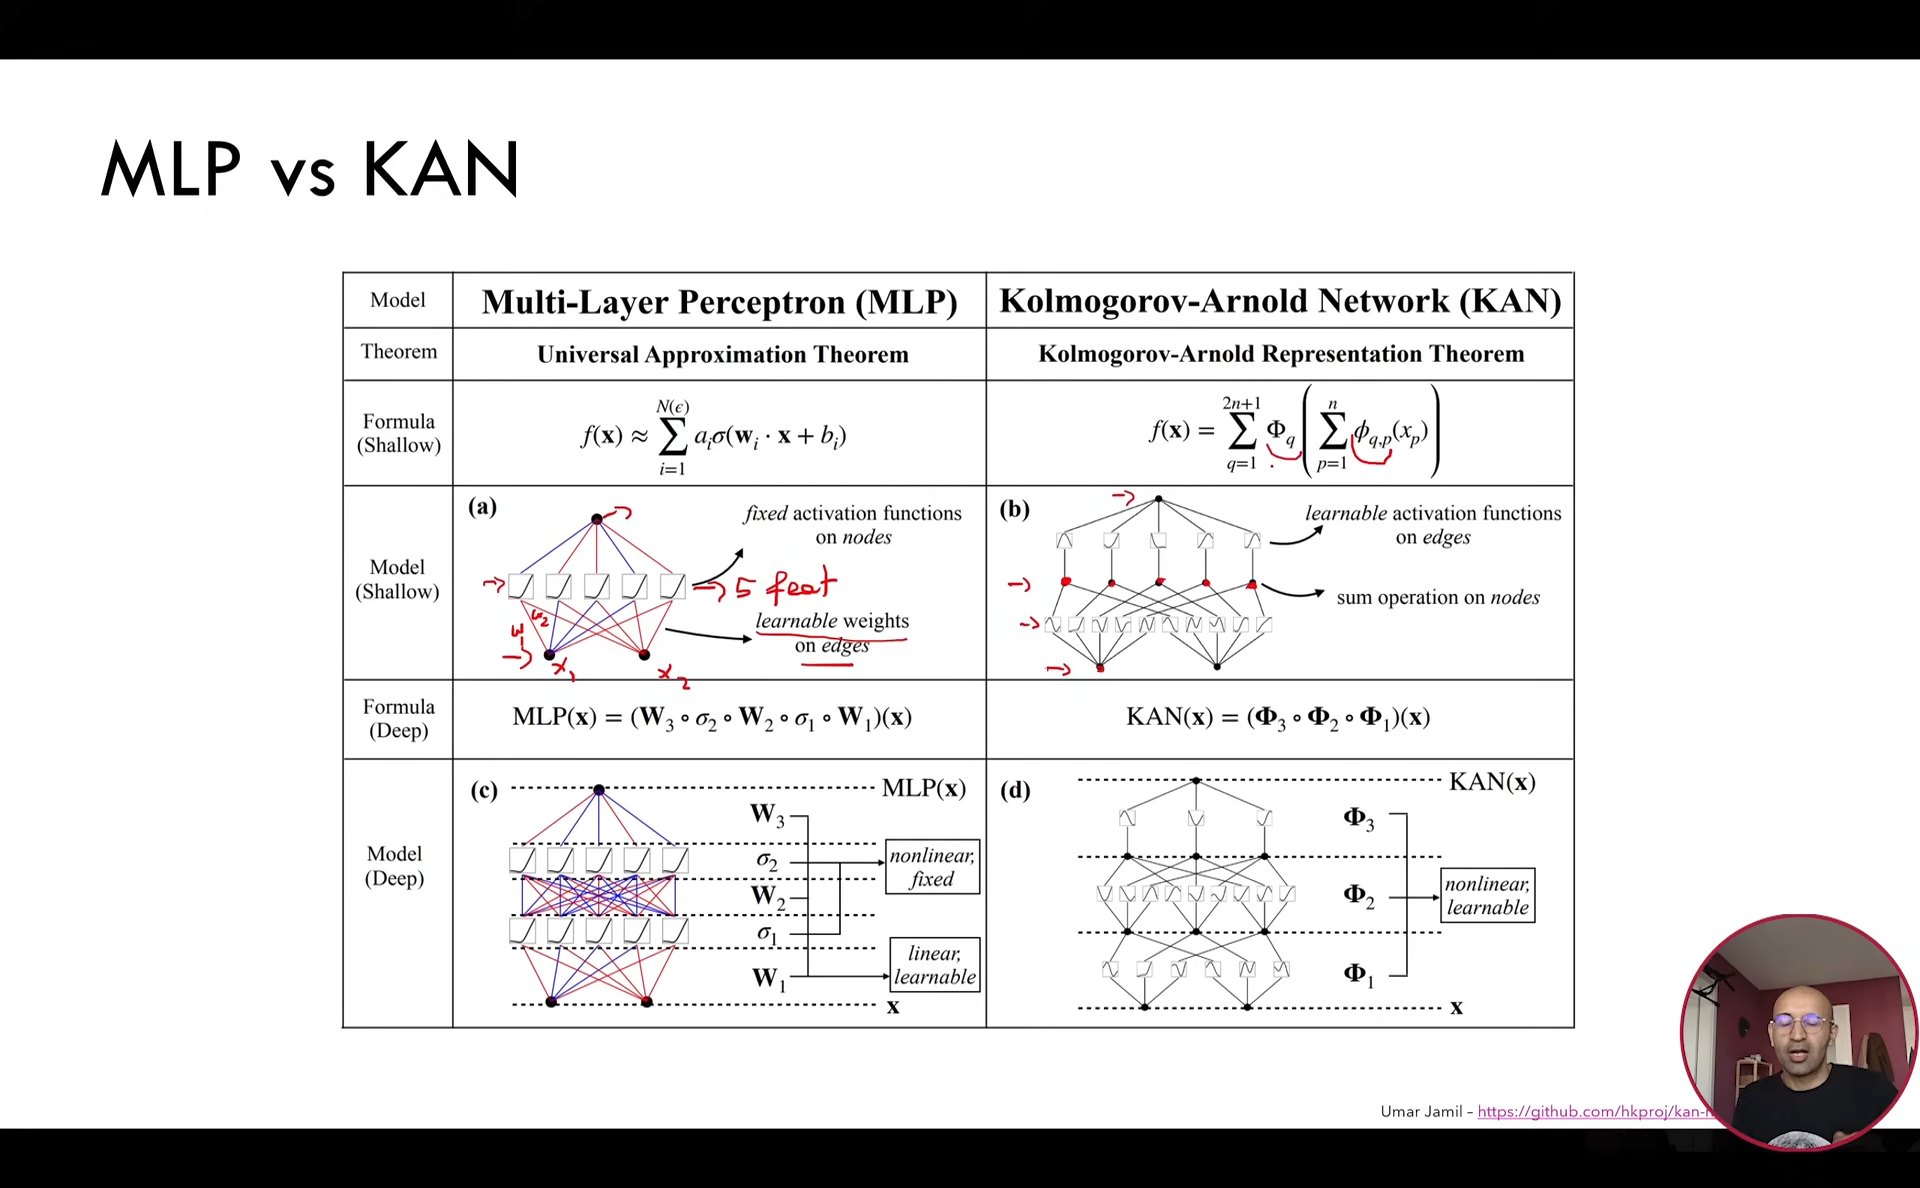 MLP vs KAN
Model
Multi-Layer Perceptron (MLP)
Kolmogorov-Arnold Network (KAN)
Theorem
Universal Approximation Theorem
Kolmogorov-Arnold Representation Theorem
Formula
(Shallow)
f(x) ≈ ∑_{i=1}^{N(ϵ)} a_i σ(w_i · x + b_i)
f(x) = ∑_{q=1}^{2n+1} Φ_q ( ∑_{p=1}^{n} ϕ_{q,p}(x_p) )
Model
(Shallow)
(a)
fixed activation functions
on nodes
5 feat
learnable weights
on edges
w₁
w₂
x₁
x₂
(b)
learnable activation functions
on edges
sum operation on nodes
Formula
(Deep)
MLP(x) = (W₃ ∘ σ₂ ∘ W₂ ∘ σ₁ ∘ W₁)(x)
KAN(x) = (Φ₃ ∘ Φ₂ ∘ Φ₁)(x)
Model
(Deep)
(c)
MLP(x)
W₃
σ₂
W₂
σ₁
W₁
nonlinear,
fixed
linear,
learnable
x
(d)
KAN(x)
Φ₃
Φ₂
Φ₁
nonlinear,
learnable
x
Umar Jamil – https://github.com/hkproj/kan-